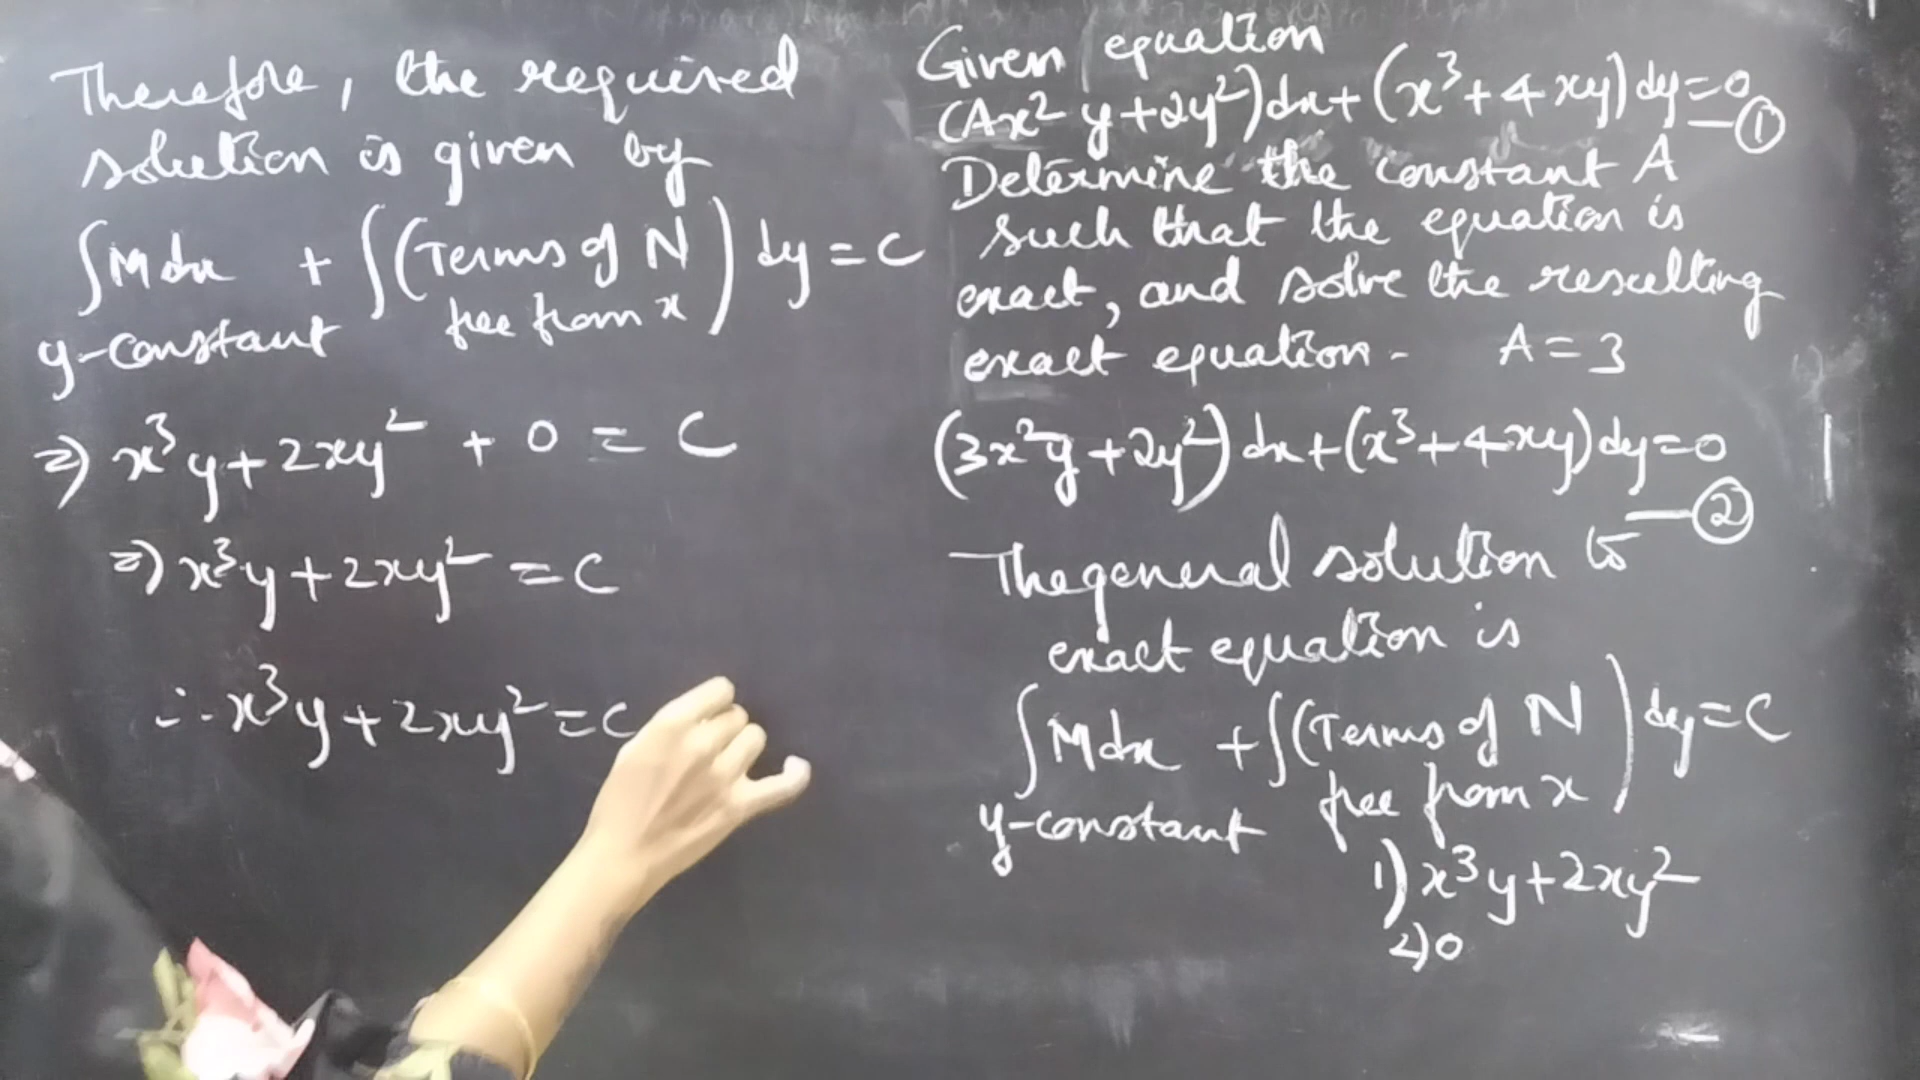 Therefore, the required
solution is given by
∫Mdx + ∫(Terms of N) dy = C
y-constant free from x
⇒) x³y + 2xy² + 0 = C
⇒) x³y + 2xy² = C
∴ x³y + 2xy² = C
Given equation
(Ax²y + 2y²)dx + (x³ + 4xy)dy = 0 —①
Determine the constant A
such that the equation is
exact, and solve the resulting
exact equation - A = 3
(3x²y + 2y²)dx + (x³ + 4xy)dy = 0
—②
The general solution to
exact equation is
∫Mdx + ∫(Terms of N) dy = C
y-constant free from x
1) x³y + 2xy²
2) 0